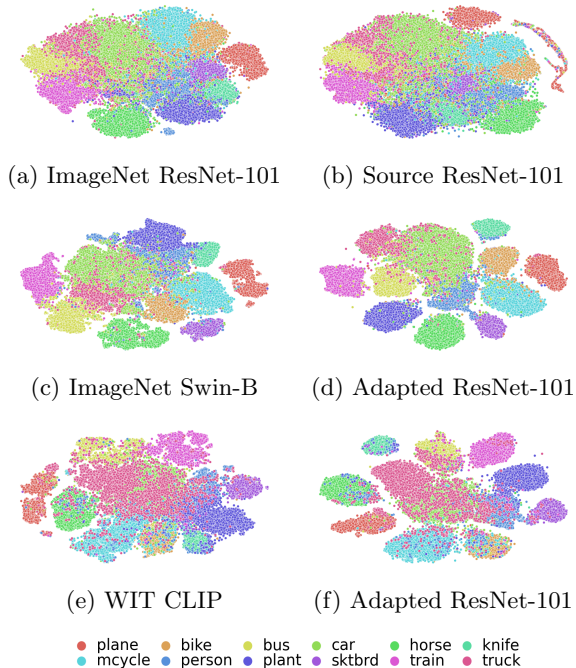 (a) ImageNet ResNet-101 (b) Source ResNet-101
(c) ImageNet Swin-B (d) Adapted ResNet-101
(e) WIT CLIP (f) Adapted ResNet-101
plane bike bus car horse knife
mcycle person plant sktbrd train truck